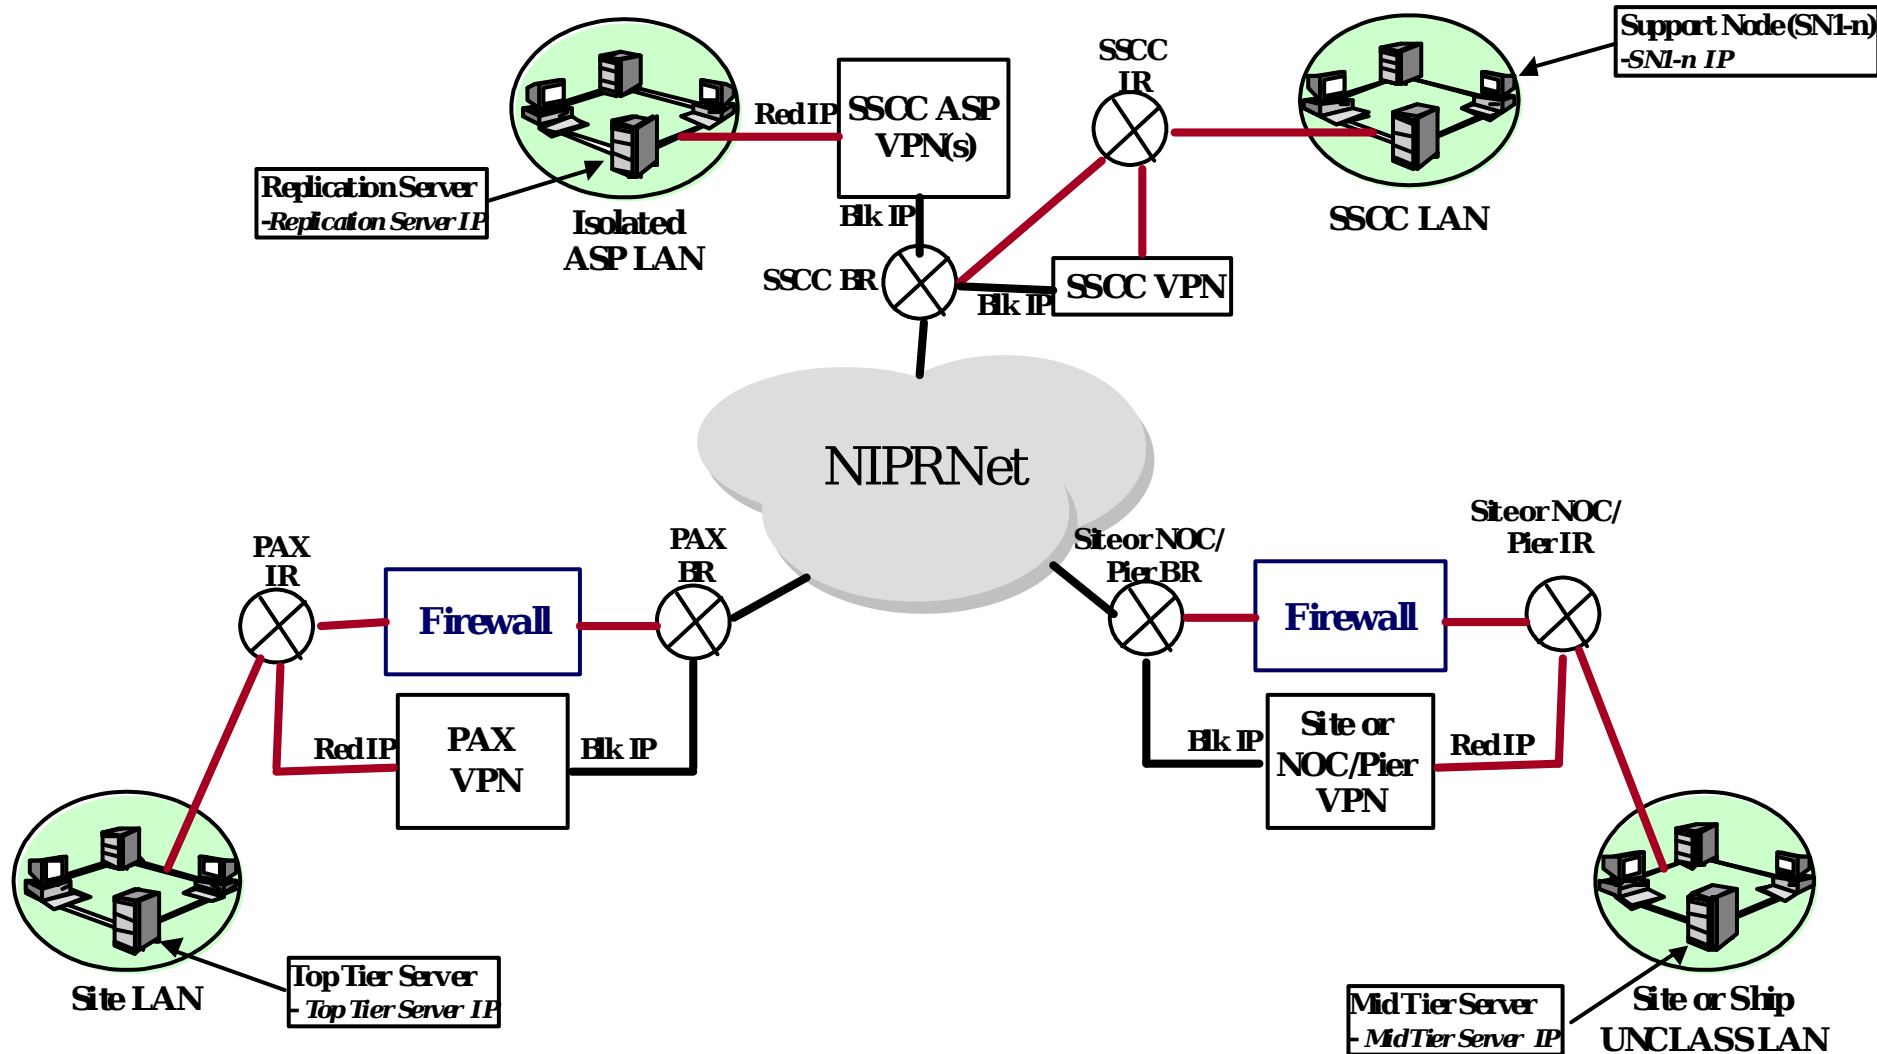 Support Node (SN1-n)
-SN1-n IP
SSCC
IR
Red IP
SSCC ASP
VPN(s)
Replication Server
-Replication Server IP
Isolated
ASP LAN
Blk IP
SSCC LAN
SSCC BR
Blk IP
SSCC VPN
NIPRNet
PAX
IR
PAX
BR
Firewall
Site or NOC/
Pier BR
Site or NOC/
Pier IR
Firewall
Red IP
PAX
VPN
Blk IP
Blk IP
Site or
NOC/Pier
VPN
Red IP
Site LAN
Top Tier Server
- Top Tier Server IP
Mid Tier Server
- Mid Tier Server IP
Site or Ship
UNCLASS LAN